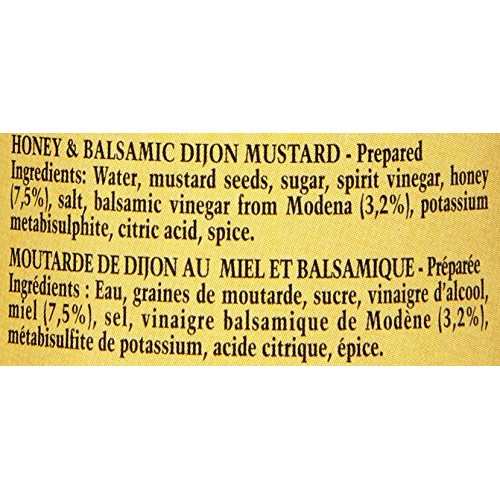 HONEY & BALSAMIC DIJON MUSTARD - Prepared
Ingredients: Water, mustard seeds, sugar, spirit vinegar, honey
(7,5%), salt, balsamic vinegar from Modena (3,2%), potassium
metabisulphite, citric acid, spice.
MOUTARDE DE DIJON AU MIEL ET BALSAMIQUE - Préparée
Ingrédients : Eau, graines de moutarde, sucre, vinaigre d'alcool,
miel (7,5%), sel, vinaigre balsamique de Modène (3,2%),
métabisulfite de potassium, acide citrique, épice.